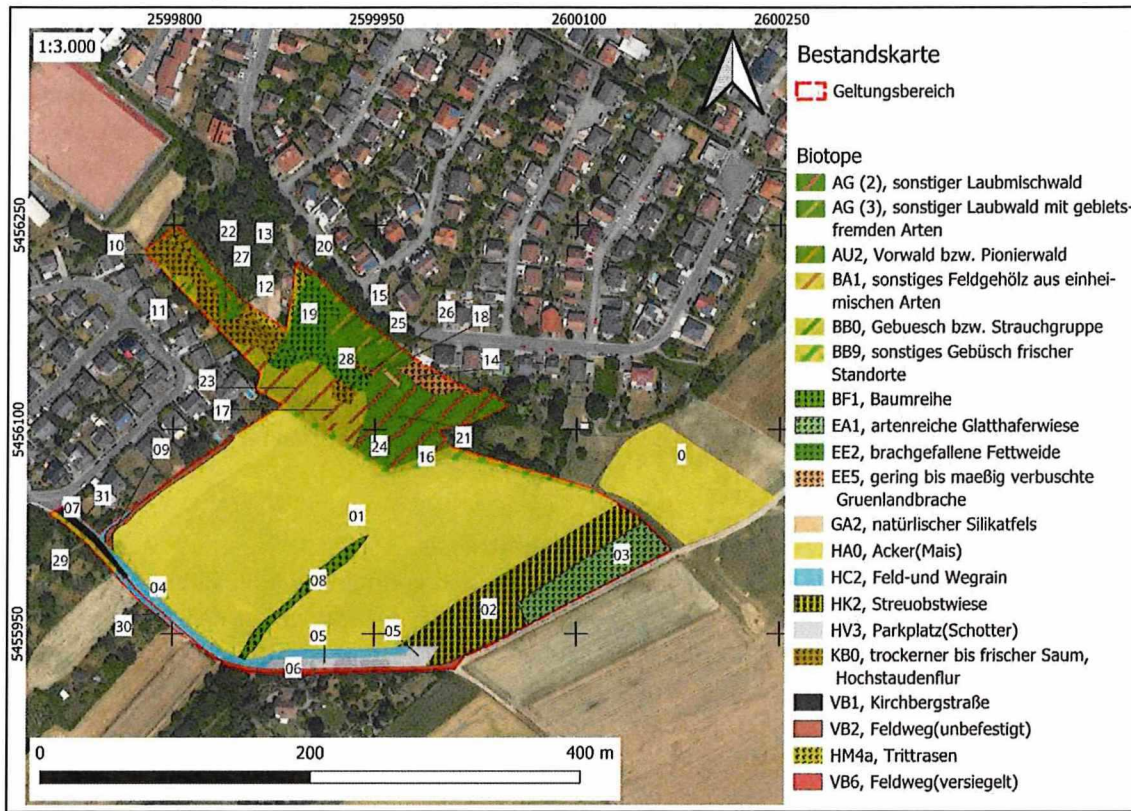 2599800
2599950
2600100
2600250
1:3.000
5456250
5456100
5455950
10
22
13
27
20
12
11
19
15
26
18
25
28
14
23
17
24
16
21
09
0
31
07
01
29
04
08
03
02
30
05
05
06
0
200
400 m
Bestandskarte
Geltungsbereich
Biotope
AG (2), sonstiger Laubmischwald
AG (3), sonstiger Laubwald mit gebiets-
fremden Arten
AU2, Vorwald bzw. Pionierwald
BA1, sonstiges Feldgehölz aus einhei-
mischen Arten
BB0, Gebuesch bzw. Strauchgruppe
BB9, sonstiges Gebüsch frischer
Standorte
BF1, Baumreihe
EA1, artenreiche Glatthaferwiese
EE2, brachgefallene Fettweide
EE5, gering bis maeßig verbuschte
Gruenlandbrache
GA2, natürlischer Silikatfels
HA0, Acker(Mais)
HC2, Feld-und Wegrain
HK2, Streuobstwiese
HV3, Parkplatz(Schotter)
KB0, trockerner bis frischer Saum,
Hochstaudenflur
VB1, Kirchbergstraße
VB2, Feldweg(unbefestigt)
HM4a, Trittrasen
VB6, Feldweg(versiegelt)